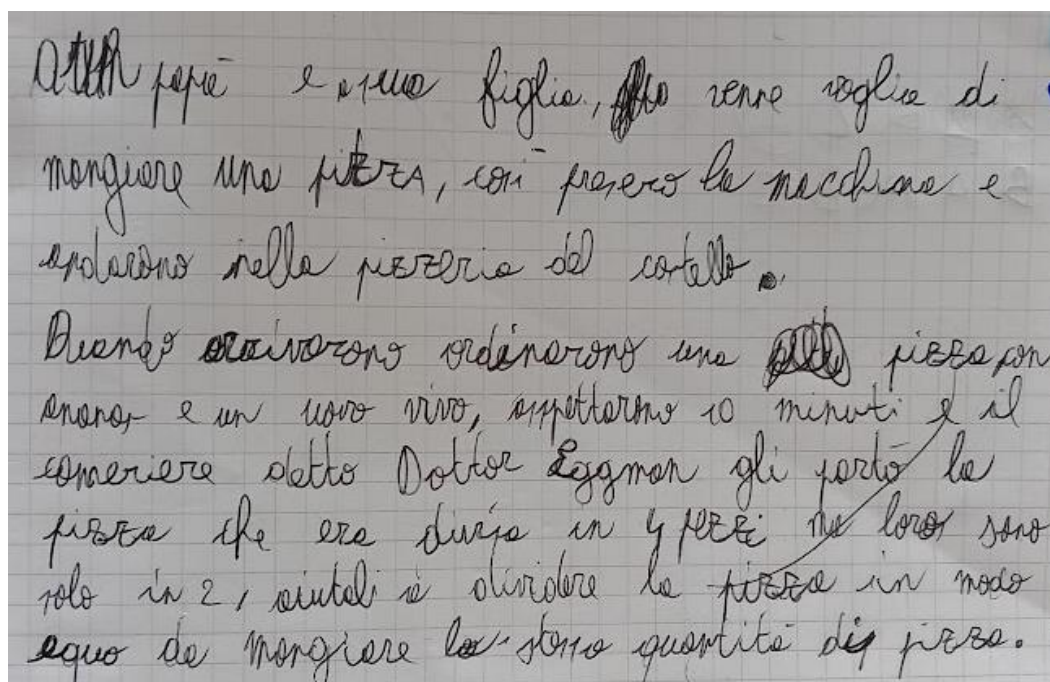 A un papà e a sua figlia, venne voglia di
mangiare una pizza, così presero la macchina e
andarono nella pizzeria del castello.
Quando arrivarono ordinarono una pizza con
ananas e un uovo vivo, aspettarono 10 minuti e il
cameriere detto Dottor Eggman gli portò la
pizza che era divisa in 4 pezzi ma loro sono
solo in 2, aiutali a dividere la pizza in modo
equo da mangiare la stessa quantità di pizza.